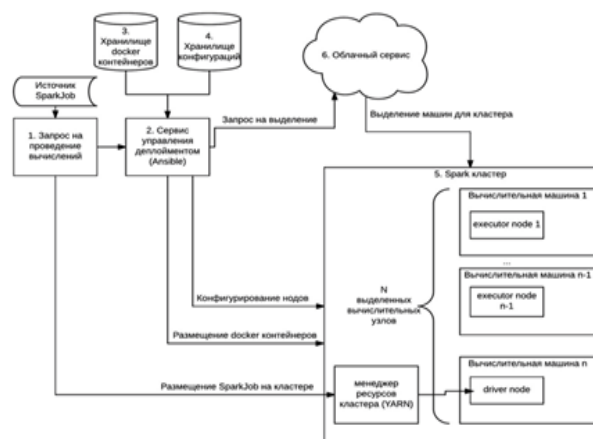 3.
Хранилище
docker
контейнеров
4.
Хранилище
конфигураций
6. Облачный сервис
Источник
SparkJob
1. Запрос на
проведение
вычислений
2. Сервис
управления
деплойментом
(Ansible)
Запрос на выделение
Выделение машин для кластера
5. Spark кластер
Вычислительная машина 1
executor node 1
...
Вычислительная машина n-1
executor node
n-1
N
выделенных
вычислительных
узлов
Конфигурирование нодов
Размещение docker контейнеров
Вычислительная машина n
driver node
Размещение SparkJob на кластере
менеджер
ресурсов
кластера (YARN)